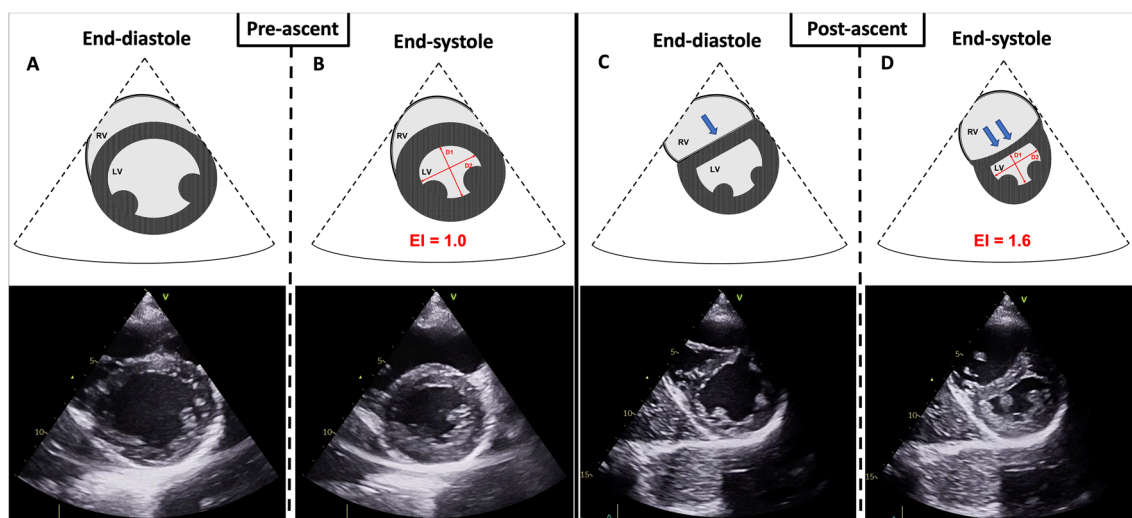 Pre-ascent
Post-ascent
End-diastole
End-systole
End-diastole
End-systole
A
B
C
D
RV
LV
RV
LV
D1
D2
EI = 1.0
RV
LV
RV
LV
D1
D2
EI = 1.6
V
5
10
V
5
10
V
5
10
15
V
5
10
15